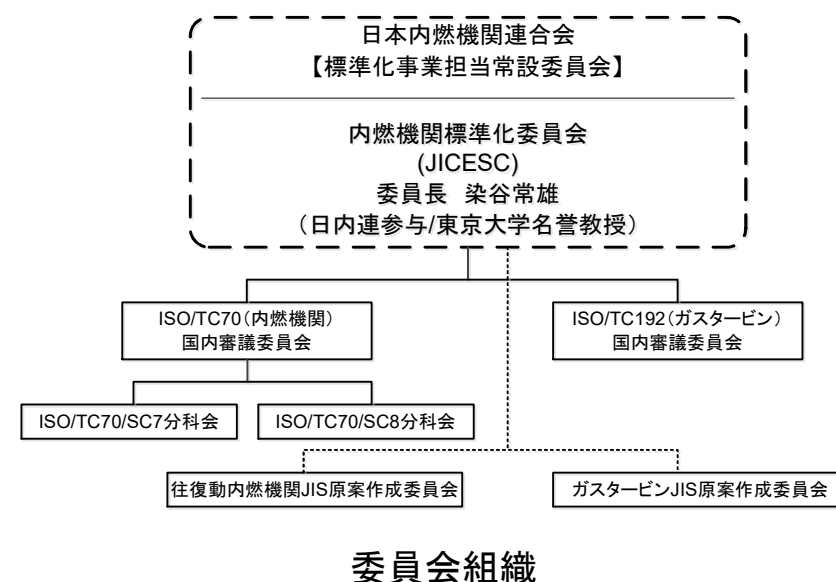 日本内燃機関連合会
【標準化事業担当常設委員会】
内燃機関標準化委員会
(JICESC)
委員長 染谷常雄
（日内連参与/東京大学名誉教授）
ISO/TC70（内燃機関）
国内審議委員会
ISO/TC192（ガスタービン）
国内審議委員会
ISO/TC70/SC7分科会
ISO/TC70/SC8分科会
往復動内燃機関JIS原案作成委員会
ガスタービンJIS原案作成委員会
委員会組織